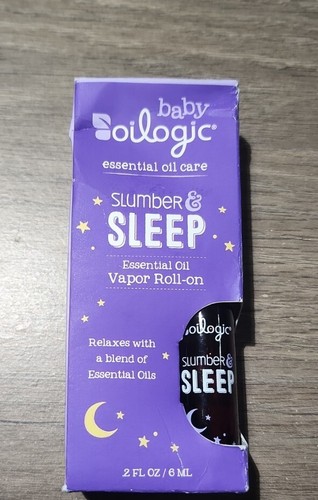 baby
oilogic®
essential oil care
Slumber &
SLEEP
Essential Oil
Vapor Roll-on
Relaxes with
a blend of
Essential Oils
oilogic®
Slumber &
SLEEP
.2 FL OZ / 6 ML